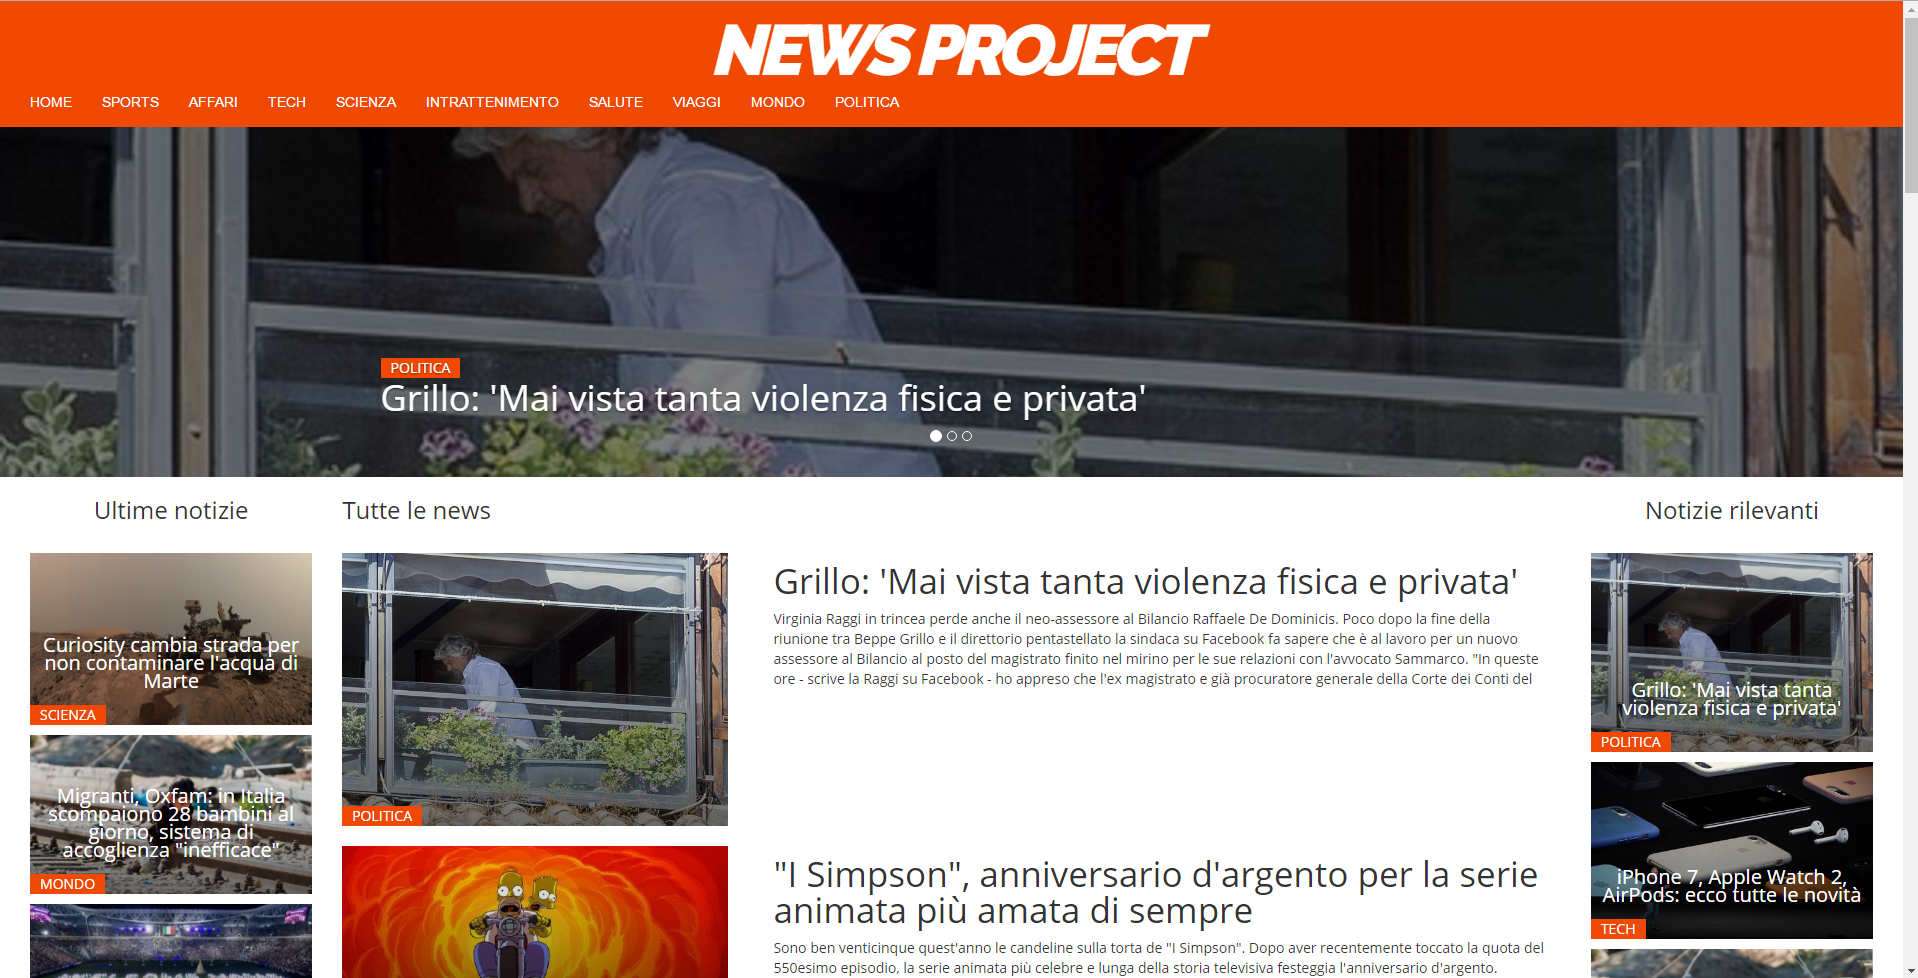 NEWS PROJECT
HOME SPORTS AFFARI TECH SCIENZA INTRATTENIMENTO SALUTE VIAGGI MONDO POLITICA
POLITICA
Grillo: 'Mai vista tanta violenza fisica e privata'
Ultime notizie
Curiosity cambia strada per
non contaminare l'acqua di
Marte
SCIENZA
Migranti, Oxfam: in Italia
scompaiono 28 bambini al
giorno, sistema di
accoglienza "inefficace"
MONDO
Tutte le news
POLITICA
Grillo: 'Mai vista tanta violenza fisica e privata'
Virginia Raggi in trincea perde anche il neo-assessore al Bilancio Raffaele De Dominicis. Poco dopo la fine della
riunione tra Beppe Grillo e il direttorio pentastellato la sindaca su Facebook fa sapere che è al lavoro per un nuovo
assessore al Bilancio al posto del magistrato finito nel mirino per le sue relazioni con l'avvocato Sammarco. "In queste
ore - scrive la Raggi su Facebook - ho appreso che l'ex magistrato e già procuratore generale della Corte dei Conti del
"I Simpson", anniversario d'argento per la serie
animata più amata di sempre
Sono ben venticinque quest'anno le candeline sulla torta de "I Simpson". Dopo aver recentemente toccato la quota del
550esimo episodio, la serie animata più celebre e lunga della storia televisiva festeggia l'anniversario d'argento.
Notizie rilevanti
Grillo: 'Mai vista tanta
violenza fisica e privata'
POLITICA
iPhone 7, Apple Watch 2,
AirPods: ecco tutte le novità
TECH